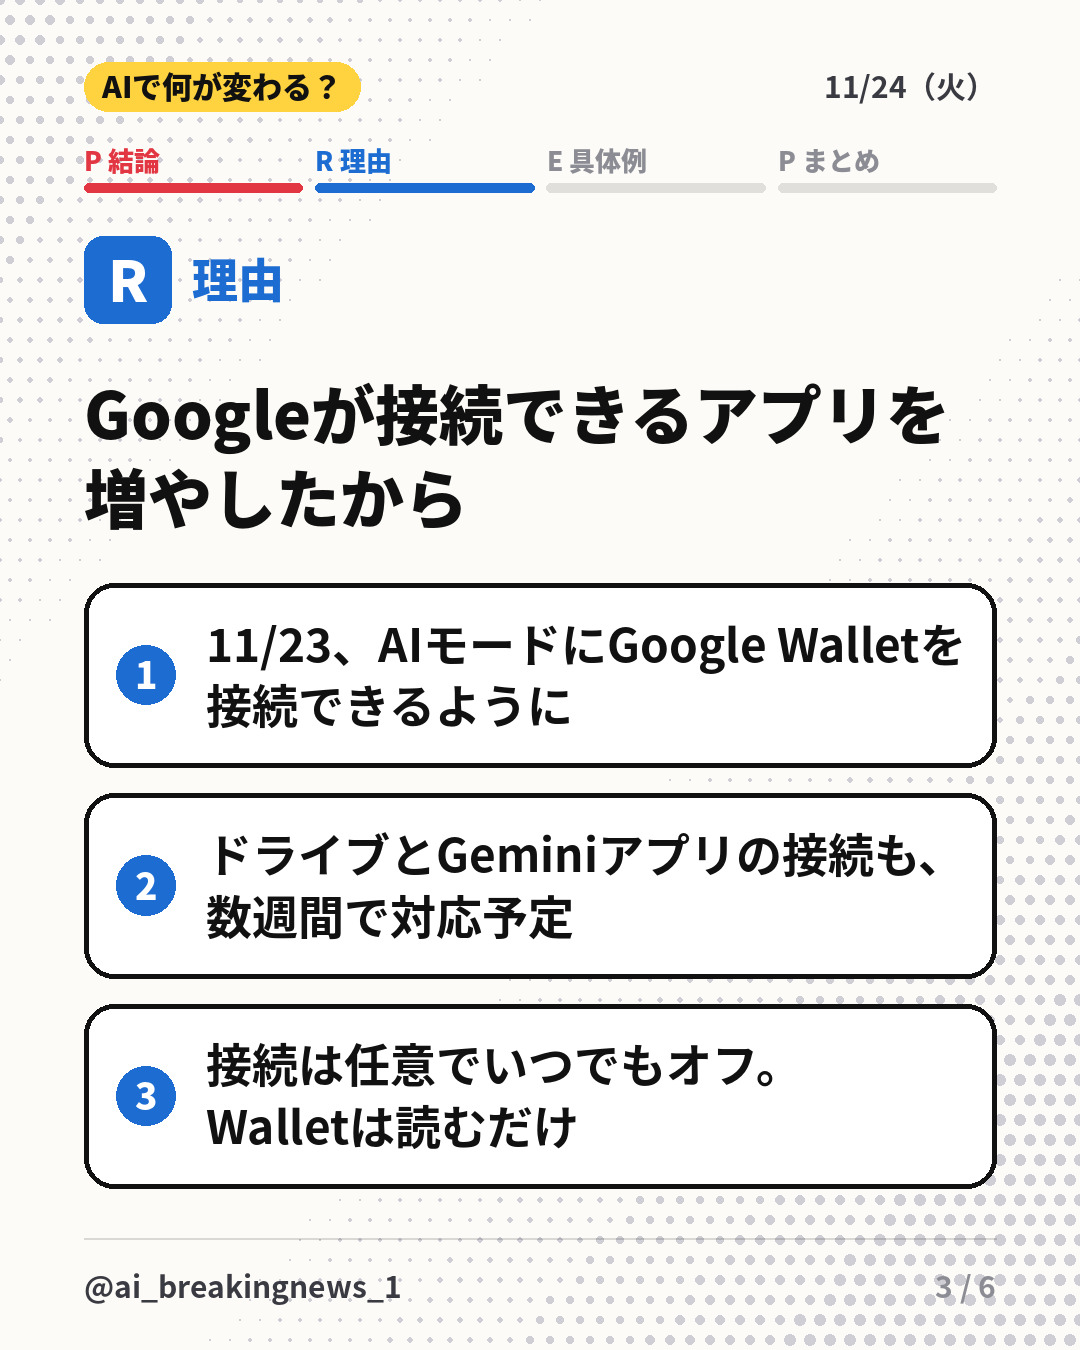 AIで何が変わる？
11/24（火）
P 結論
R 理由
E 具体例
P まとめ
R 理由
Googleが接続できるアプリを
増やしたから
1
11/23、AIモードにGoogle Walletを
接続できるように
2
ドライブとGeminiアプリの接続も、
数週間で対応予定
3
接続は任意でいつでもオフ。
Walletは読むだけ
@ai_breakingnews_1
3 / 6